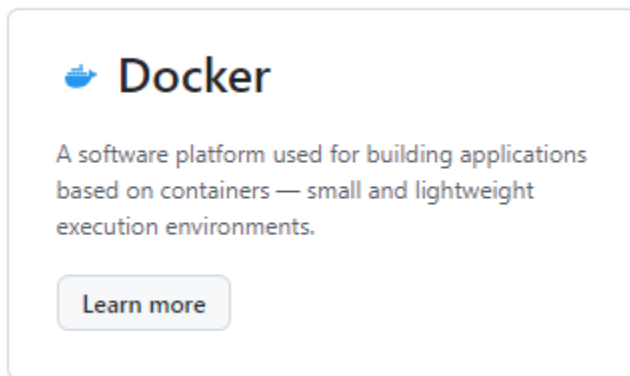 Docker
A software platform used for building applications
based on containers — small and lightweight
execution environments.
Learn more